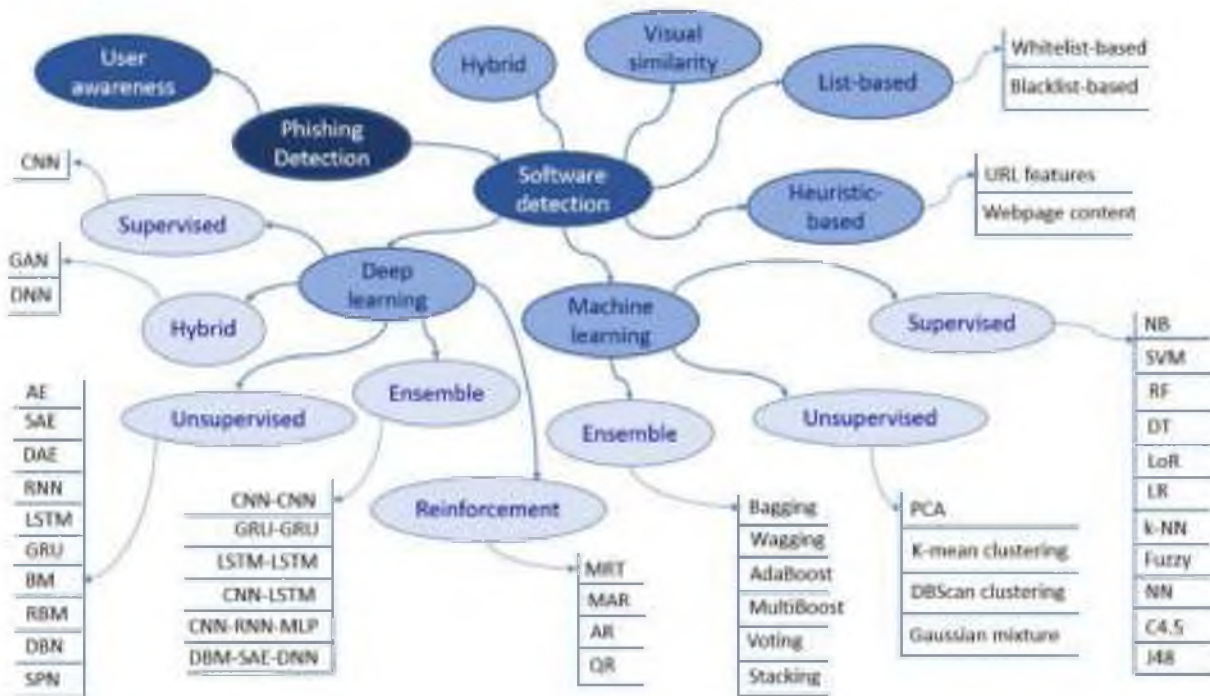 User
awareness
Phishing
Detection
Hybrid
Visual
similarity
List-based
Whitelist-based
Blacklist-based
Software
detection
Heuristic-
based
URL features
Webpage content
CNN
Supervised
GAN
DNN
Hybrid
Deep
learning
Machine
learning
Supervised
NB
SVM
RF
DT
LoR
LR
k-NN
Fuzzy
NN
C4.5
J48
AE
SAE
DAE
RNN
LSTM
GRU
BM
RBM
DBN
SPN
Unsupervised
Ensemble
CNN-CNN
GRU-GRU
LSTM-LSTM
CNN-LSTM
CNN-RNN-MLP
DBM-SAE-DNN
Reinforcement
MRT
MAR
AR
QR
Ensemble
Bagging
Wagging
AdaBoost
MultiBoost
Voting
Stacking
Unsupervised
PCA
K-mean clustering
DBScan clustering
Gaussian mixture